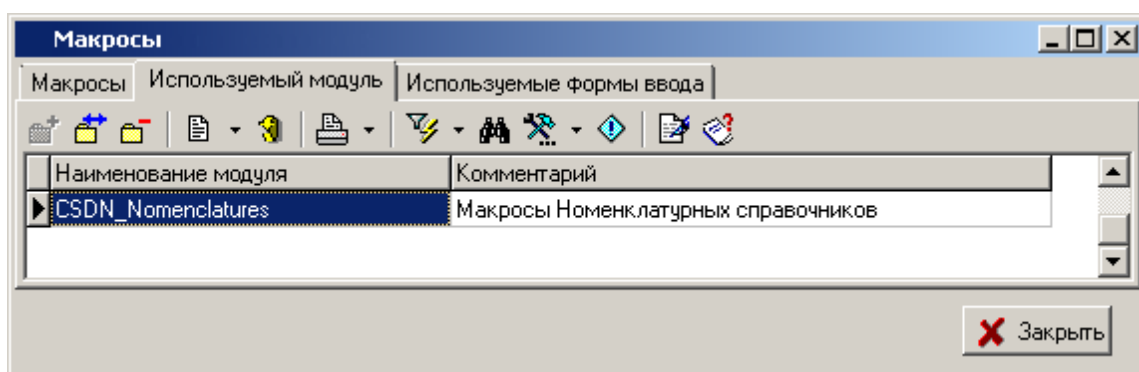 Макросы
Макросы Используемый модуль Используемые формы ввода
Наименование модуля Комментарий
CSDN_Nomenclatures Макросы Номенклатурных справочников
Закрыть